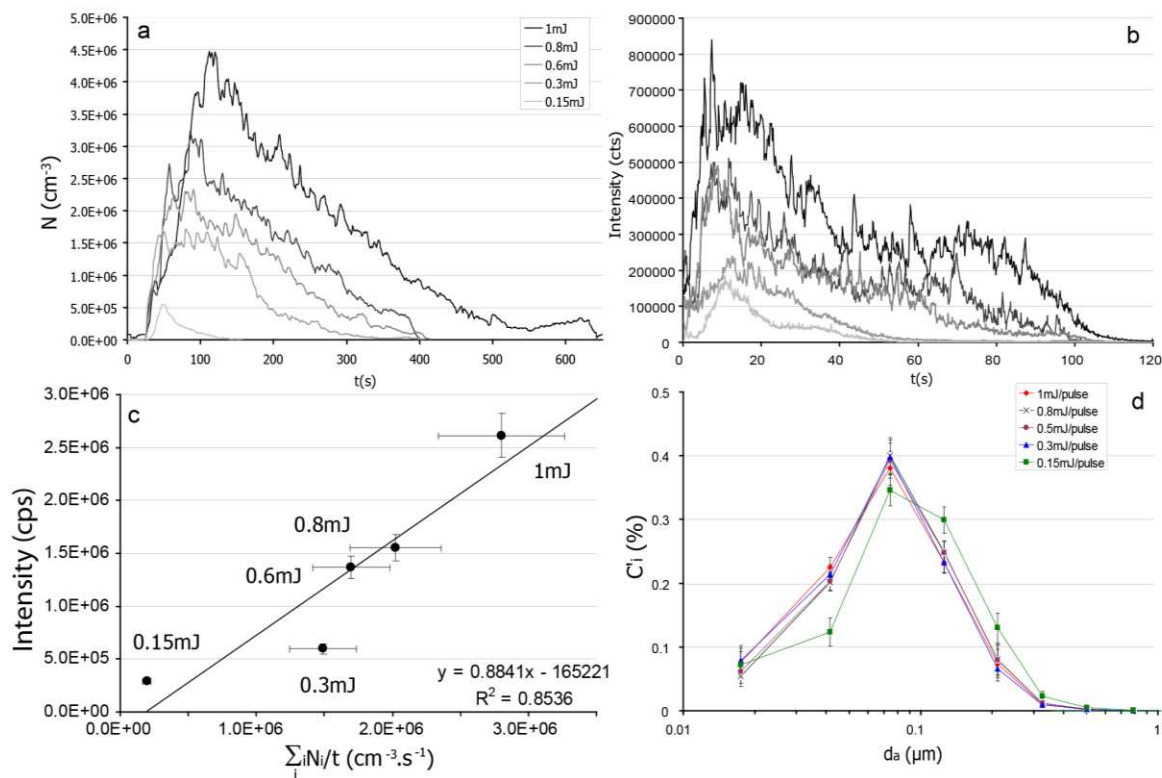 a
5.0E+06
4.5E+06
4.0E+06
3.5E+06
3.0E+06
2.5E+06
2.0E+06
1.5E+06
1.0E+06
5.0E+05
0.0E+00
N (cm⁻³)
1mJ
0.8mJ
0.6mJ
0.3mJ
0.15mJ
0 100 200 300 400 500 600
t(s)
b
900000
800000
700000
600000
500000
400000
300000
200000
100000
0
Intensity (cts)
0 20 40 60 80 100 120
t(s)
c
3.0E+06
2.5E+06
2.0E+06
1.5E+06
1.0E+06
5.0E+05
0.0E+00
Intensity (cps)
1mJ
0.8mJ
0.6mJ
0.15mJ
0.3mJ
y = 0.8841x - 165221
R² = 0.8536
0.0E+00 1.0E+06 2.0E+06 3.0E+06
∑iNi/t (cm⁻³.s⁻¹)
i
d
1mJ/pulse
0.8mJ/pulse
0.5mJ/pulse
0.3mJ/pulse
0.15mJ/pulse
0.5
0.4
0.3
0.2
0.1
0
C'i (%)
0.01 0.1 1
da (µm)